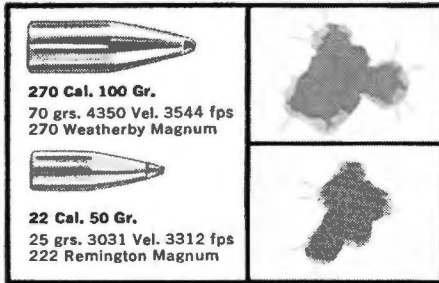 270 Cal. 100 Gr.
70 grs. 4350 Vel. 3544 fps
270 Weatherby Magnum
22 Cal. 50 Gr.
25 grs. 3031 Vel. 3312 fps
222 Remington Magnum